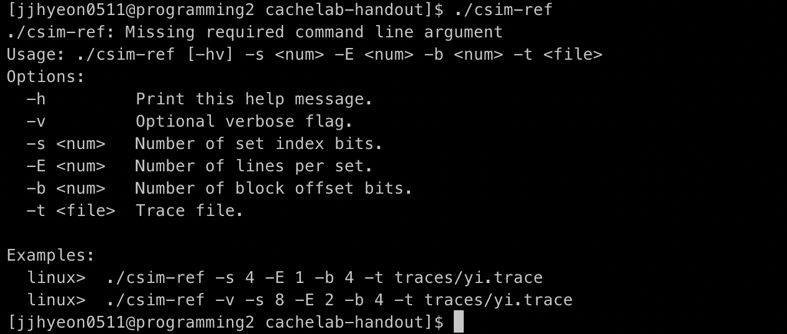 [jjhyeon0511@programming2 cachelab-handout]$ ./csim-ref
./csim-ref: Missing required command line argument
Usage: ./csim-ref [-hv] -s <num> -E <num> -b <num> -t <file>
Options:
  -h         Print this help message.
  -v         Optional verbose flag.
  -s <num>   Number of set index bits.
  -E <num>   Number of lines per set.
  -b <num>   Number of block offset bits.
  -t <file>  Trace file.

Examples:
  linux>  ./csim-ref -s 4 -E 1 -b 4 -t traces/yi.trace
  linux>  ./csim-ref -v -s 8 -E 2 -b 4 -t traces/yi.trace
[jjhyeon0511@programming2 cachelab-handout]$